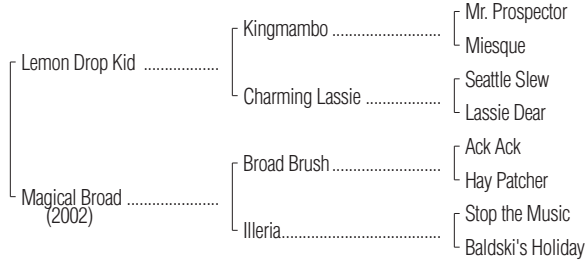 Mr. Prospector
Kingmambo ..........................
Miesque
Lemon Drop Kid ..................
Seattle Slew
Charming Lassie ..................
Lassie Dear
Ack Ack
Broad Brush ..........................
Hay Patcher
Magical Broad ......................
(2002)
Stop the Music
Illeria ......................................
Baldski's Holiday